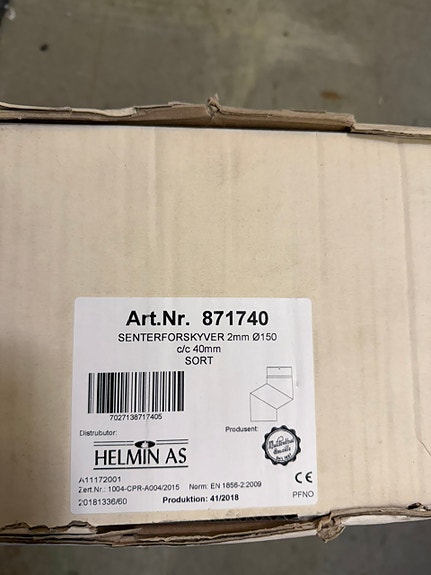 Art.Nr. 871740
SENTERFORSKYVER 2mm Ø150
c/c 40mm
SORT
7027138717405
Distrubutor:
Produsent:
HELMIN AS
A11172001
Zert.Nr.: 1004-CPR-A004/2015 Norm: EN 1856-2:2009
20181336/60
Produktion: 41/2018
CE
PFNO